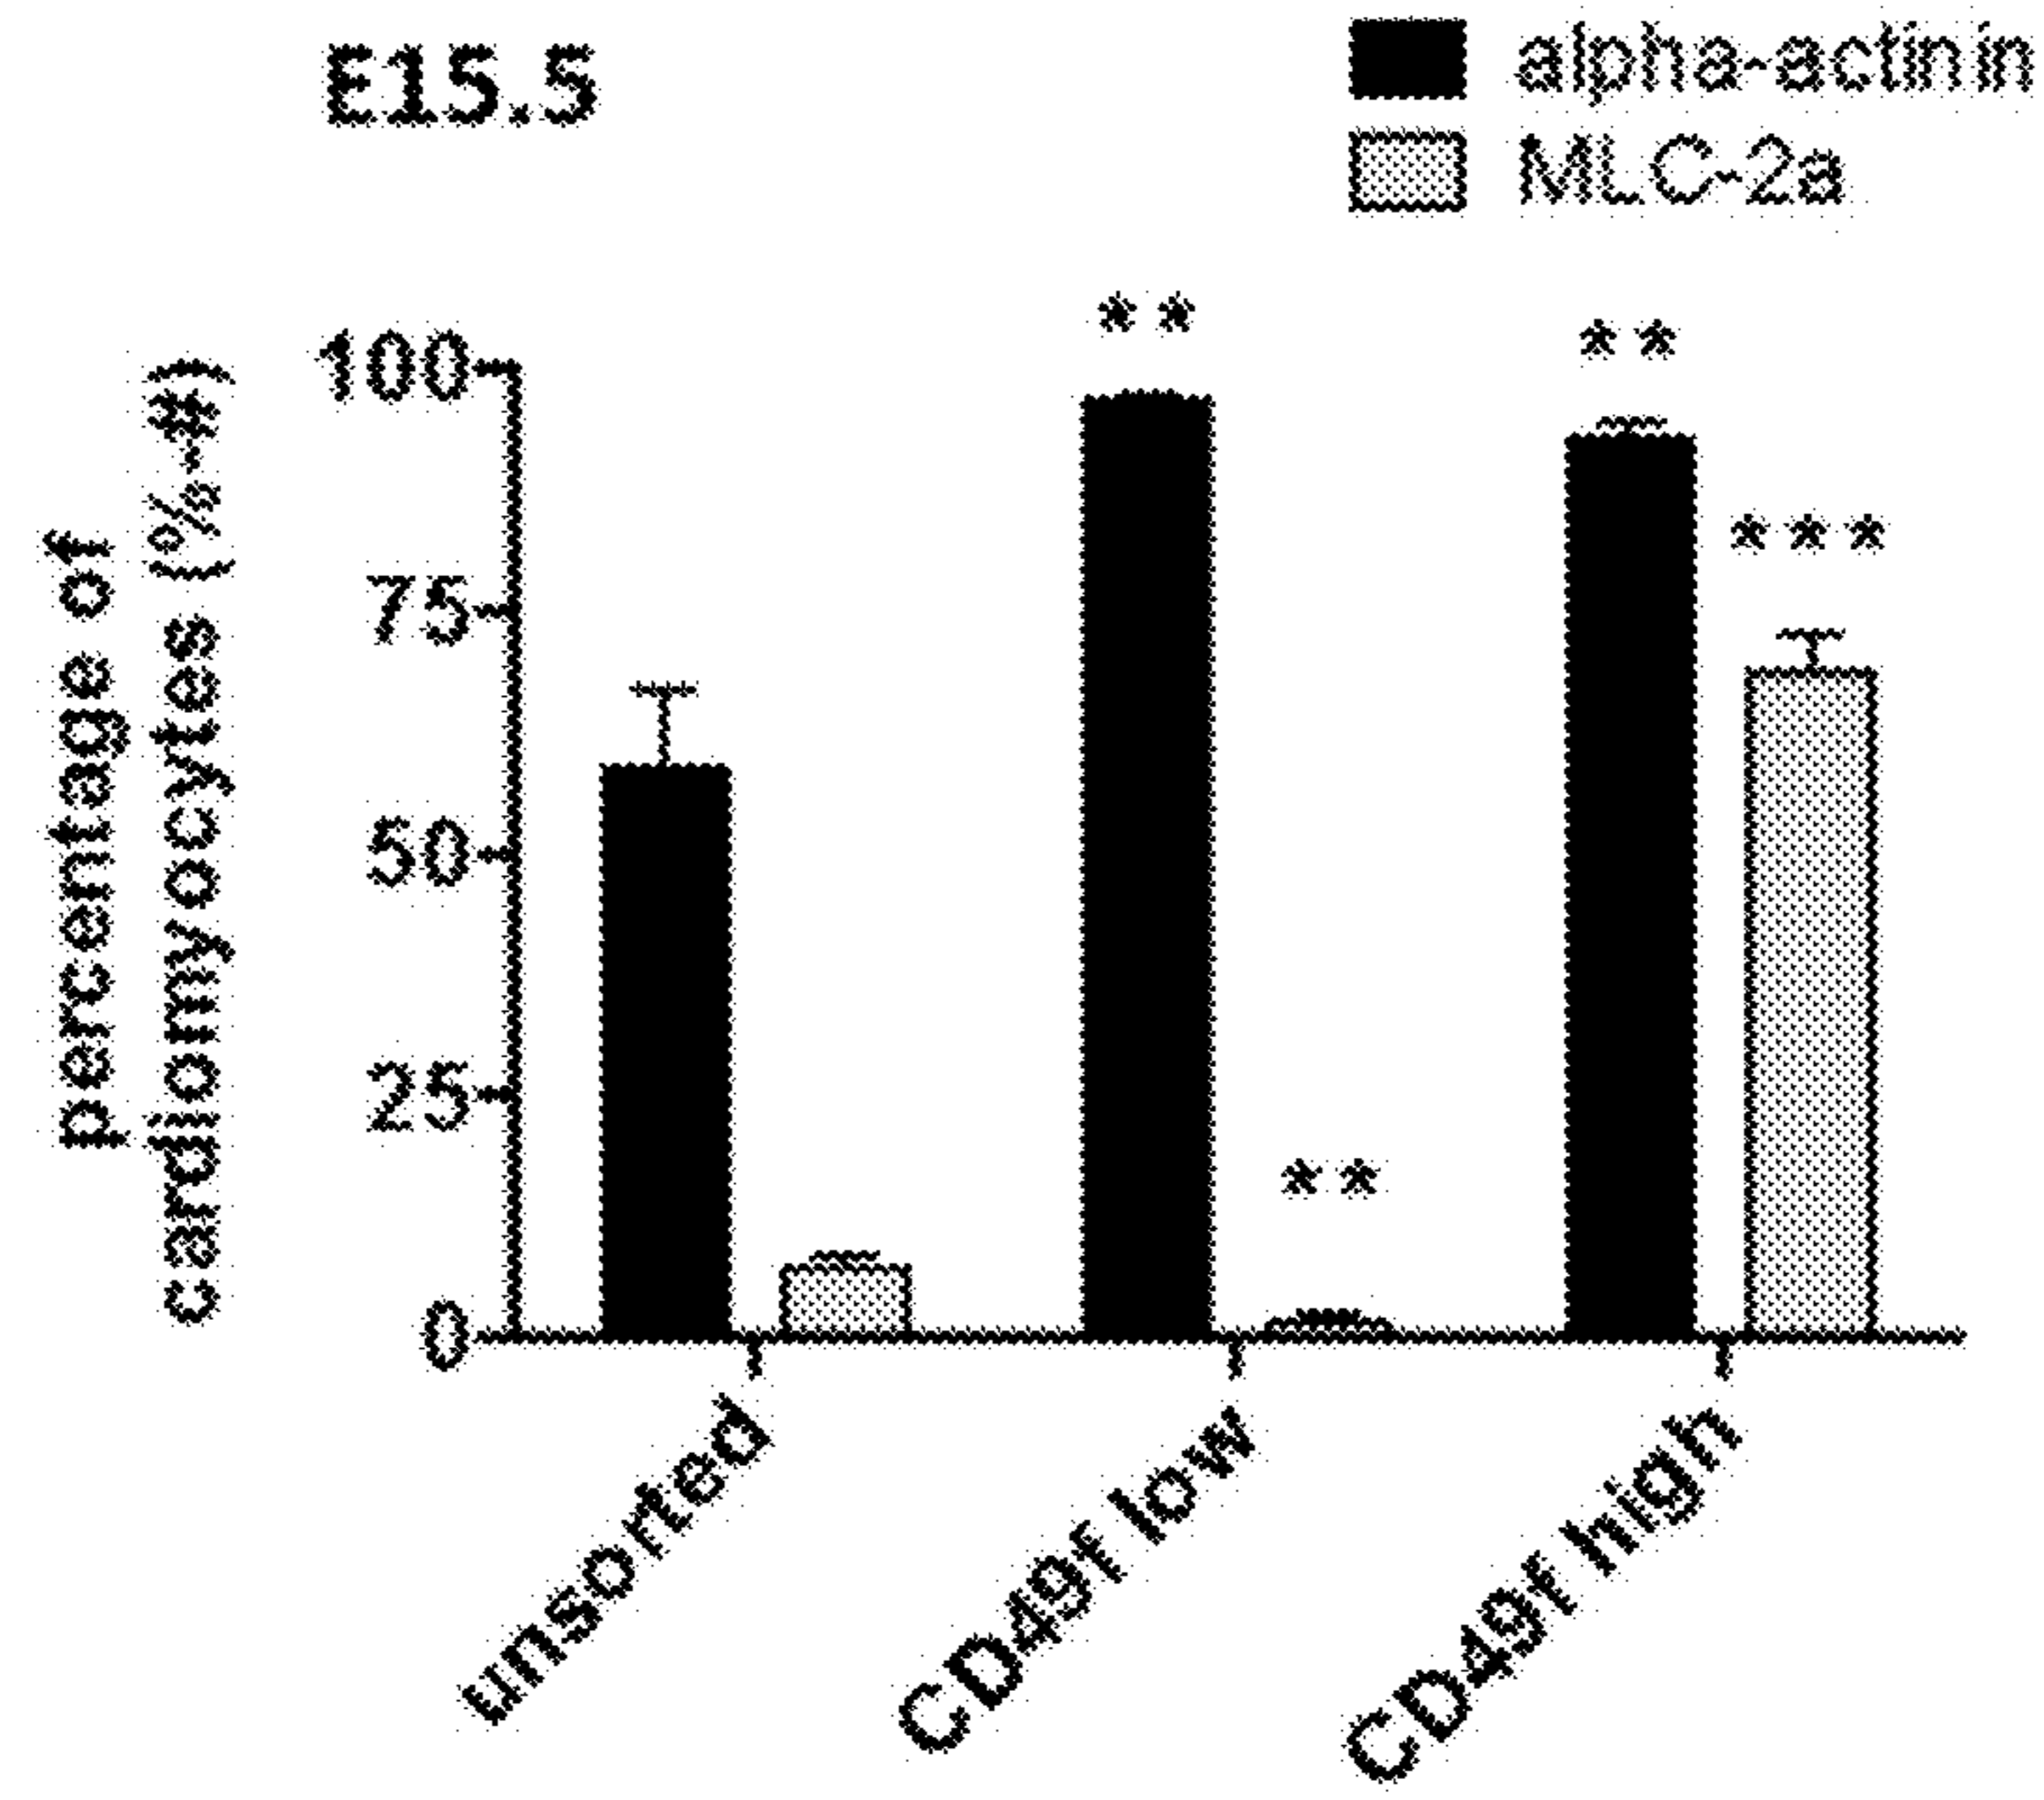 E15.5
alpha-actinin
MLC-2a
percentage of
cardiomyocytes (%+#)
100
75
50
25
0
**
**
***
**
unsorted
CD49f low
CD49f high